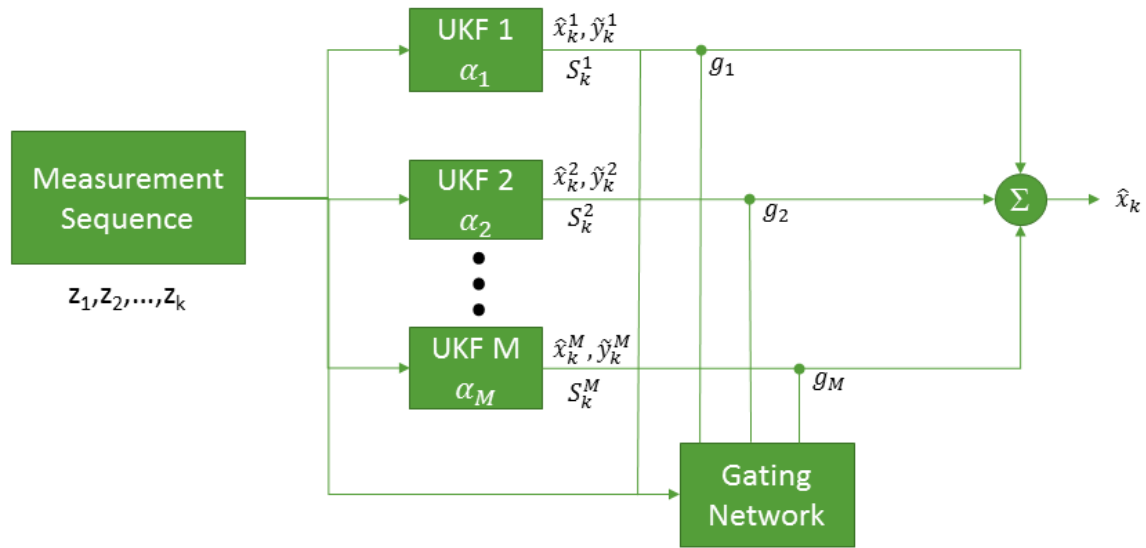 UKF 1
α₁
x̂ₖ¹, ỹₖ¹
Sₖ¹
g₁
Measurement
Sequence
z₁,z₂,...,zₖ
UKF 2
α₂
x̂ₖ², ỹₖ²
Sₖ²
g₂
Σ
x̂ₖ
UKF M
α_M
x̂ₖᴹ, ỹₖᴹ
Sₖᴹ
g_M
Gating
Network